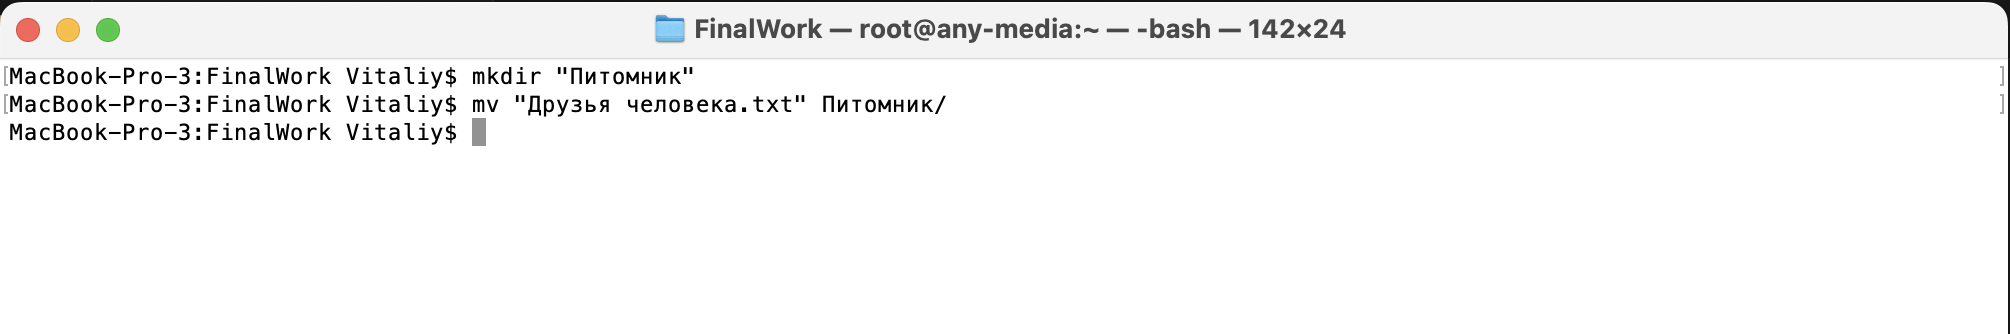 FinalWork — root@any-media:~ — -bash — 142×24
[MacBook-Pro-3:FinalWork Vitaliy$ mkdir "Питомник" ]
[MacBook-Pro-3:FinalWork Vitaliy$ mv "Друзья человека.txt" Питомник/ ]
MacBook-Pro-3:FinalWork Vitaliy$